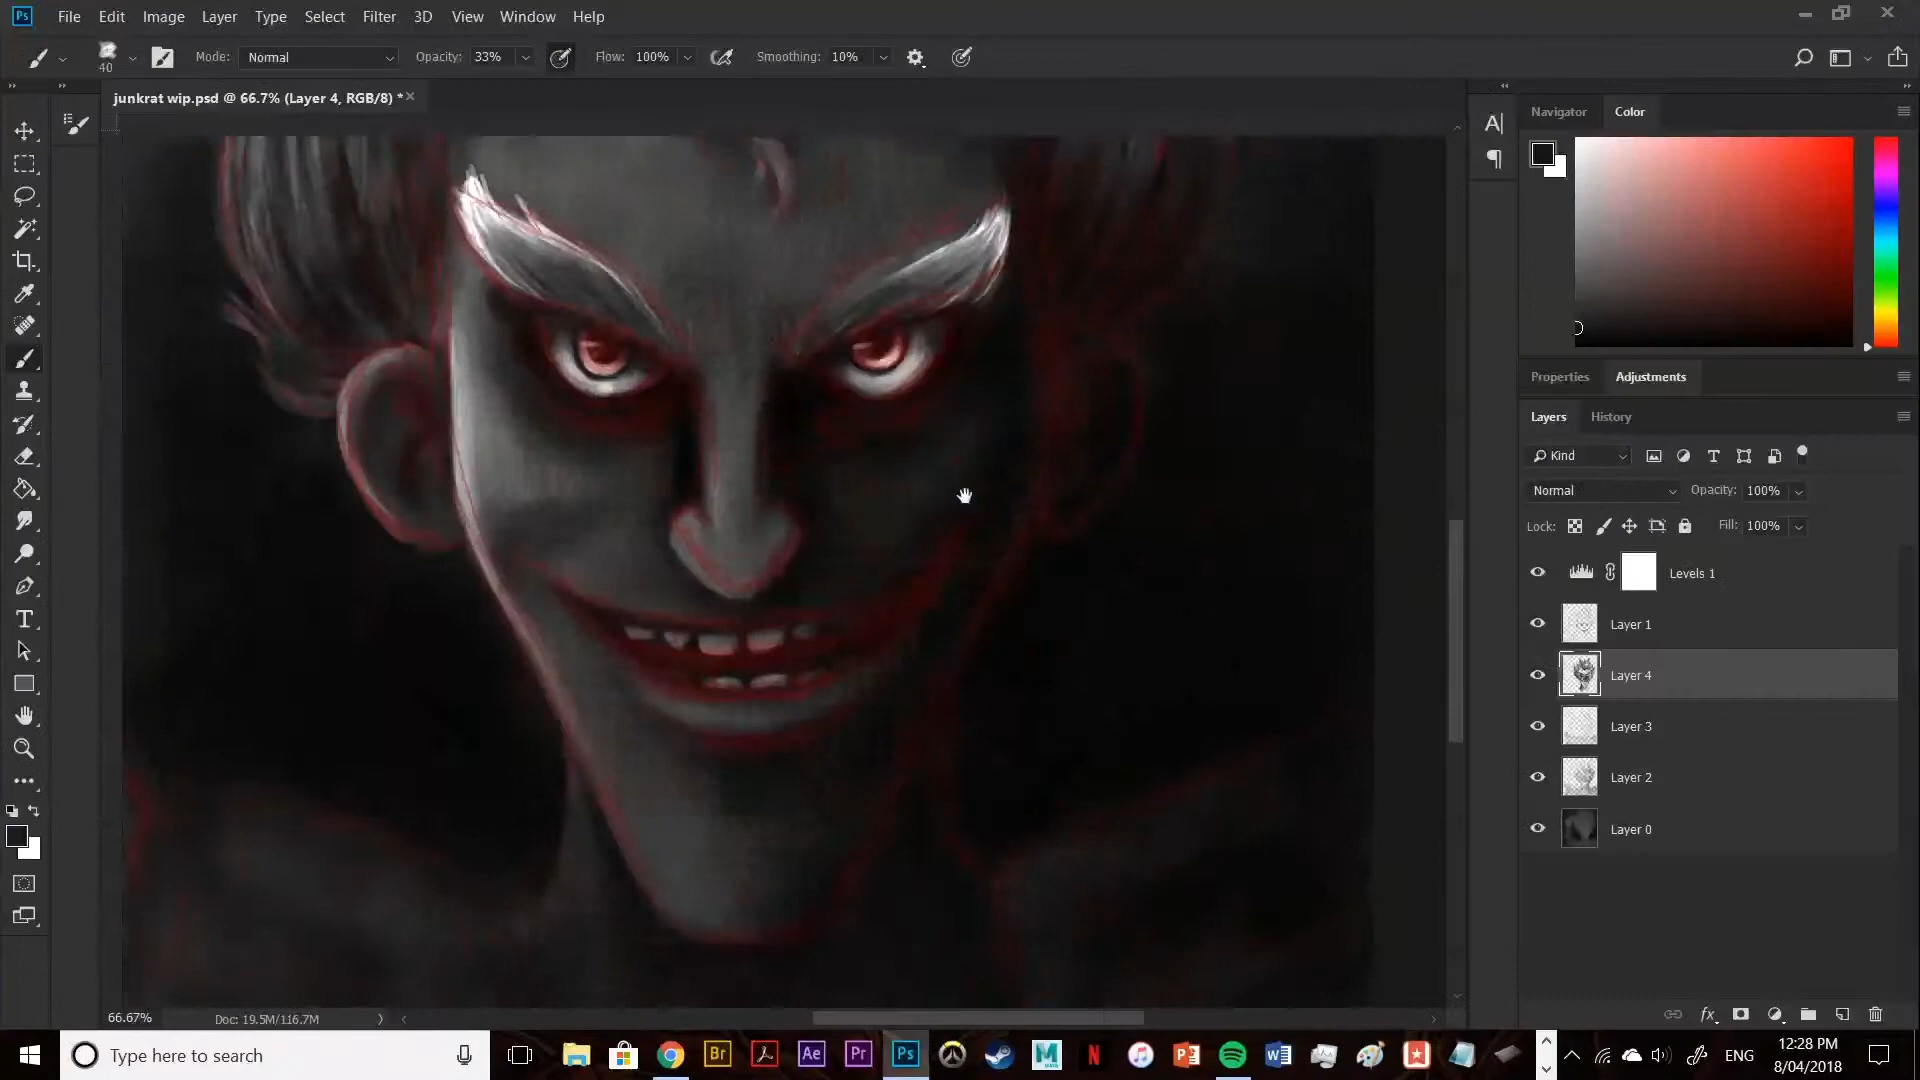 Ps File Edit Image Layer Type Select Filter 3D View Window Help
40 Mode: Normal Opacity: 33% Flow: 100% Smoothing: 10%
junkrat wip.psd @ 66.7% (Layer 4, RGB/8) *
Navigator Color
Properties Adjustments
Layers History
Kind
Normal Opacity: 100%
Lock: Fill: 100%
Levels 1
Layer 1
Layer 4
Layer 3
Layer 2
Layer 0
fx
66.67% Doc: 19.5M/116.7M
Type here to search
Br Ae Pr Ps M N
ENG
12:28 PM
8/04/2018